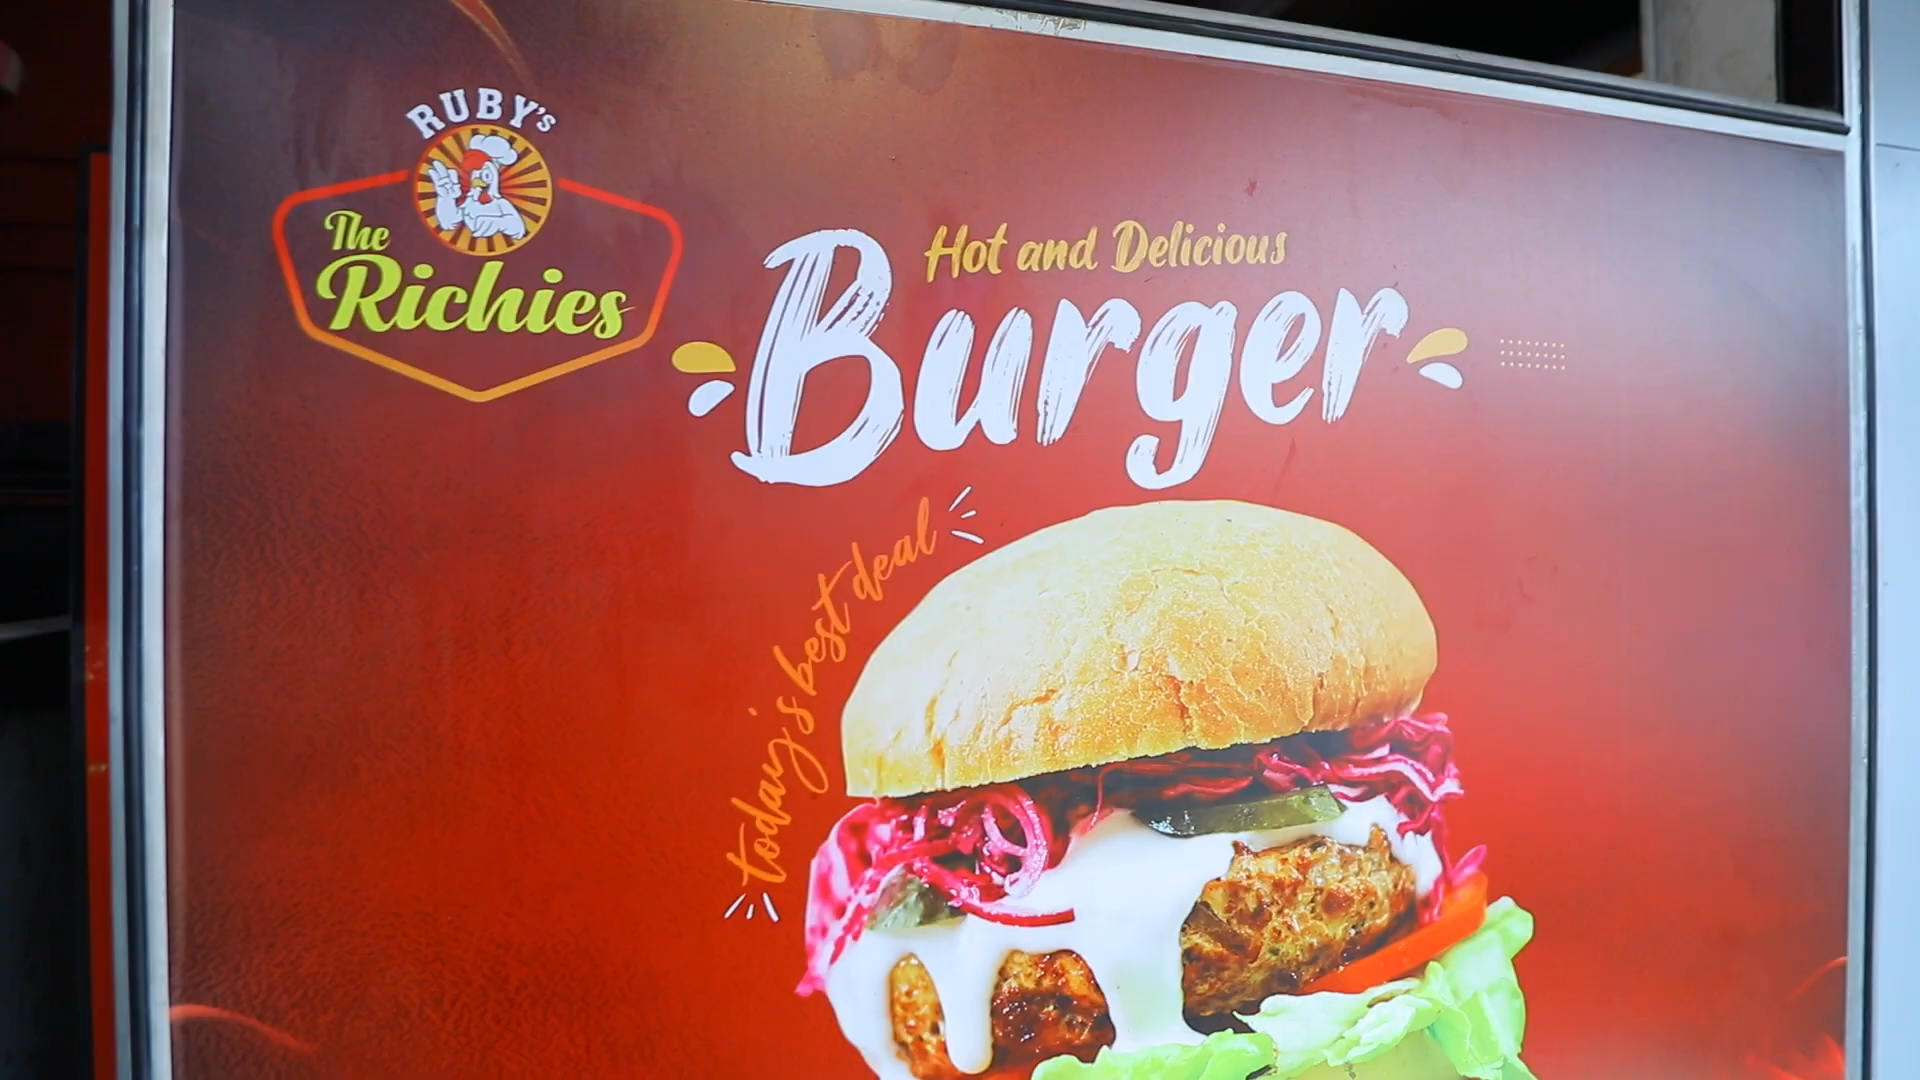 RUBY's
The
Richies
Hot and Delicious
Burger
today's best deal